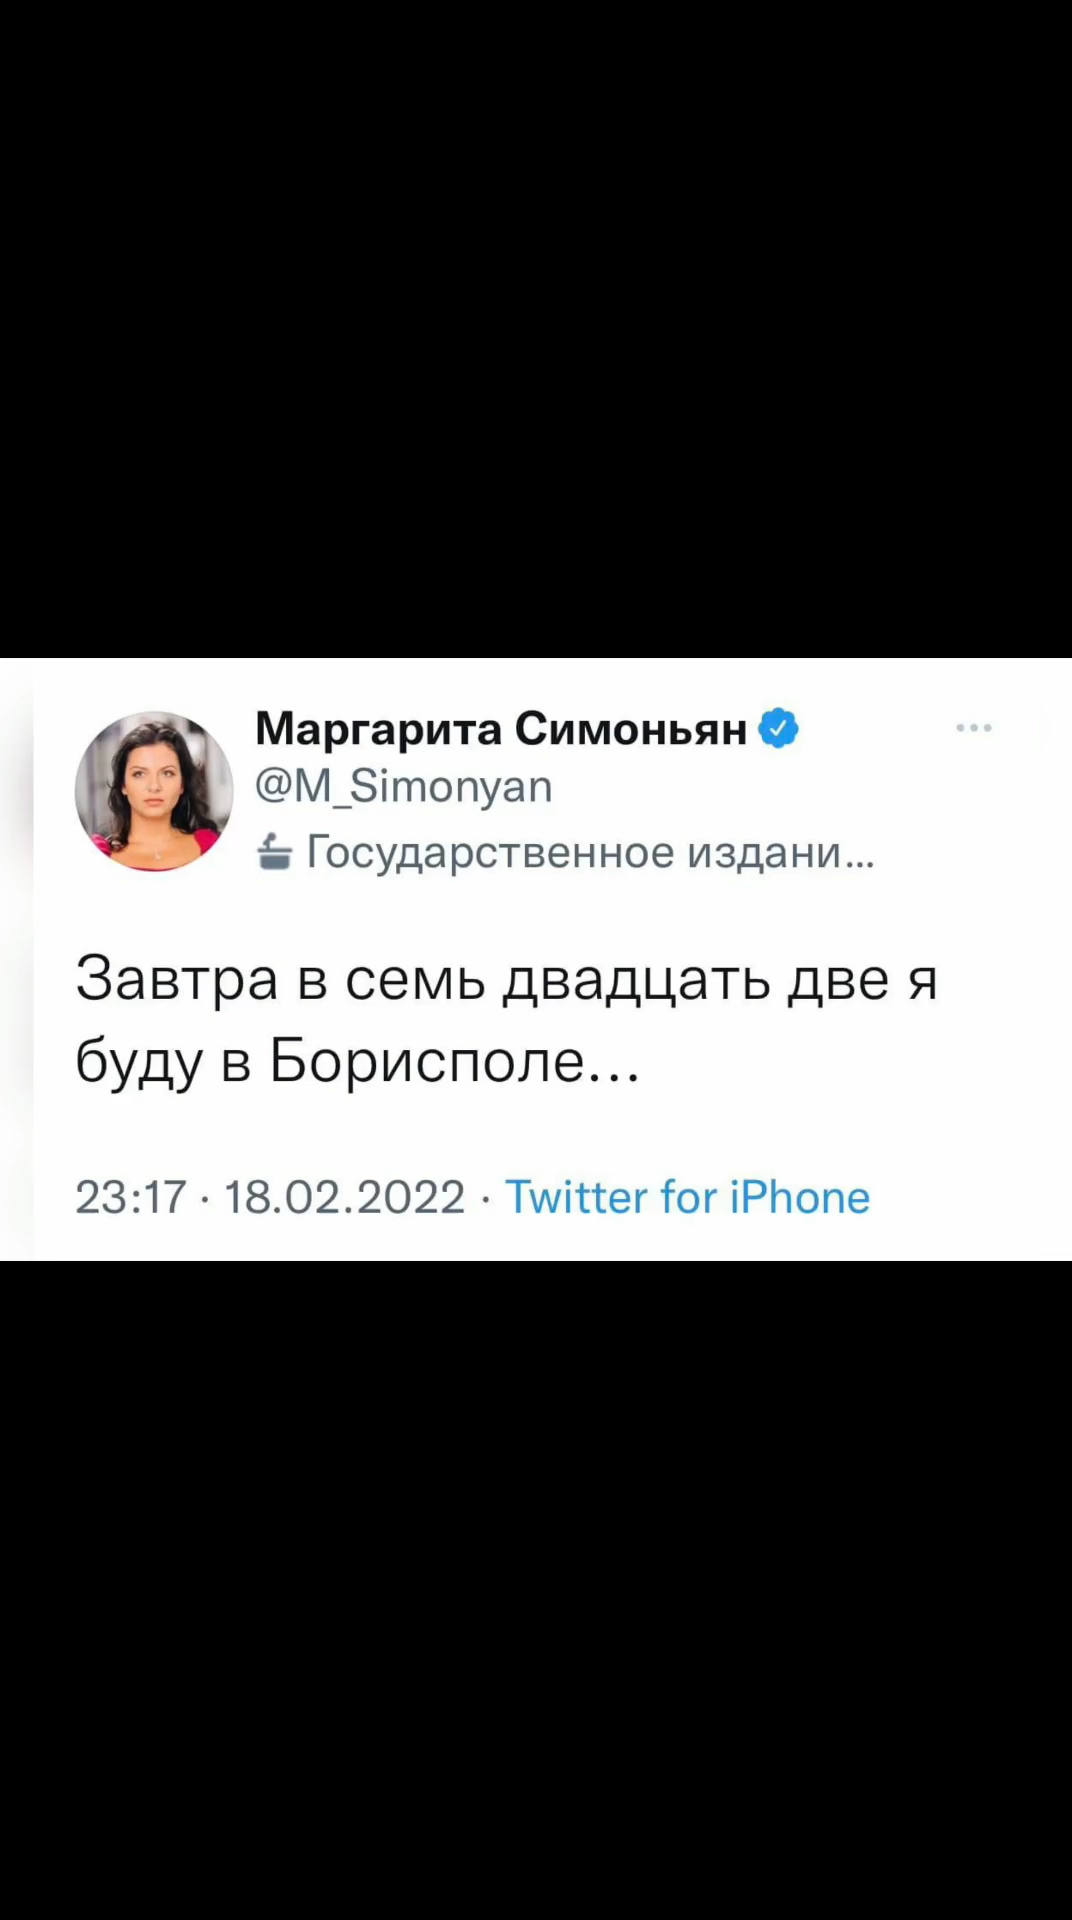 Маргарита Симоньян
@M_Simonyan
Государственное издани...
Завтра в семь двадцать две я
буду в Борисполе...
23:17 · 18.02.2022 · Twitter for iPhone